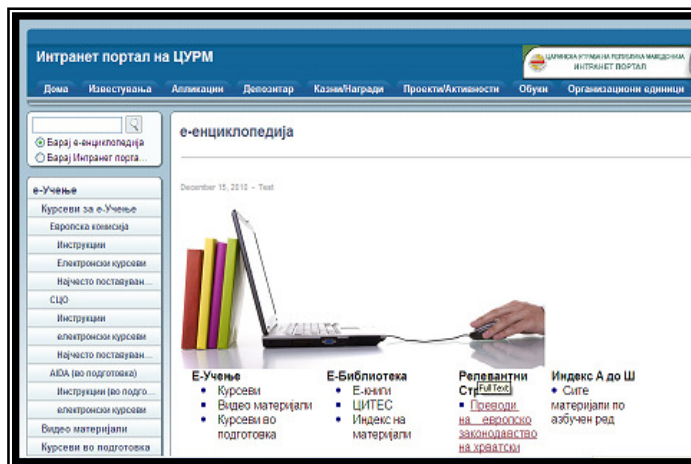 Интранет портал на ЦУРМ
ЦАРИНСКА УПРАВА НА РЕПУБЛИКА МАКЕДОНИЈА
ИНТРАНЕТ ПОРТАЛ
Дома Известувања Апликации Депозитар Казни/Награди Проекти/Активности Обуки Организациони единици
Барај е-енциклопедија
Барај Интранет порта...
е-енциклопедија
December 15, 2010 - Text
е-Учење
Курсеви за е-Учење
Европска комисија
Инструкции
Електронски курсеви
Најчесто поставуван...
СЦО
Инструкции
електронски курсеви
Најчесто поставуван...
AIDA (во подготовка)
Инструкции (во подго...
електронски курсеви
Видео материјали
Курсеви во подготовка
Е-Учење
Курсеви
Видео материјали
Курсеви во
подготовка
Е-Библиотека
Е-книги
ЦИТЕС
Индекс на
материјали
Релевантни
Full Text
Преводи
на европско
законодавство
на хрватски
Индекс А до Ш
Сите
материјали по
азбучен ред